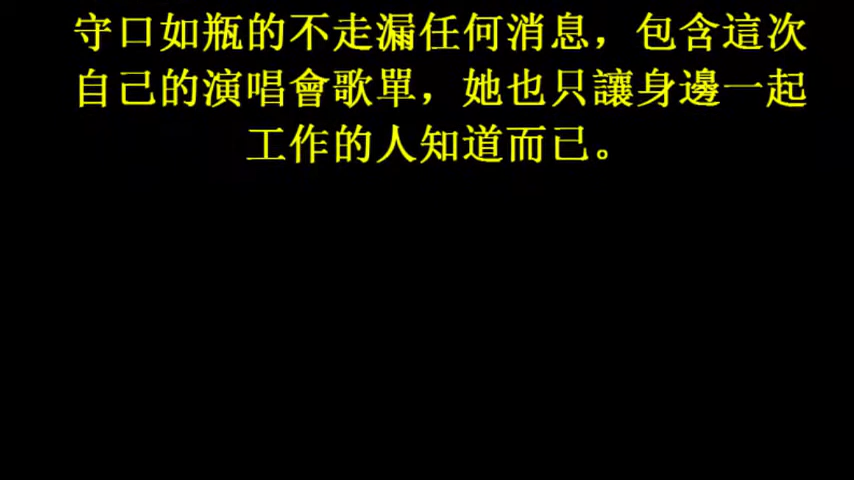 守口如瓶的不走漏任何消息，包含這次
自己的演唱會歌單，她也只讓身邊一起
工作的人知道而已。